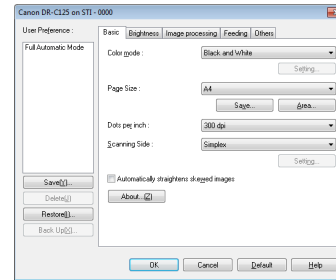 Canon DR-C125 on STI - 0000
User Preference :
Full Automatic Mode
Save(Y)...
Delete(J)
Restore(L)...
Back Up(X)...
Basic
Brightness
Image processing
Feeding
Others
Color mode :
Black and White
Setting...
Page Size :
A4
Save...
Area...
Dots per inch :
300 dpi
Scanning Side :
Simplex
Setting...
Automatically straightens skewed images
About...(Z)
OK
Cancel
Default
Help